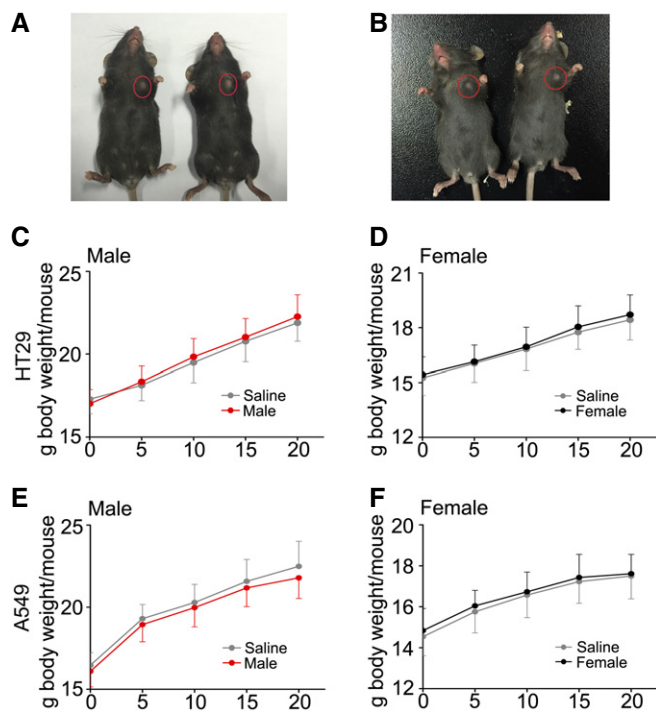 A
B
C
Male
g body weight/mouse
HT29
25
20
15
0 5 10 15 20
Saline
Male
D
Female
g body weight/mouse
21
18
15
12
0 5 10 15 20
Saline
Female
E
Male
g body weight/mouse
A549
25
20
15
0 5 10 15 20
Saline
Male
F
Female
g body weight/mouse
18
16
14
12
0 5 10 15 20
Saline
Female